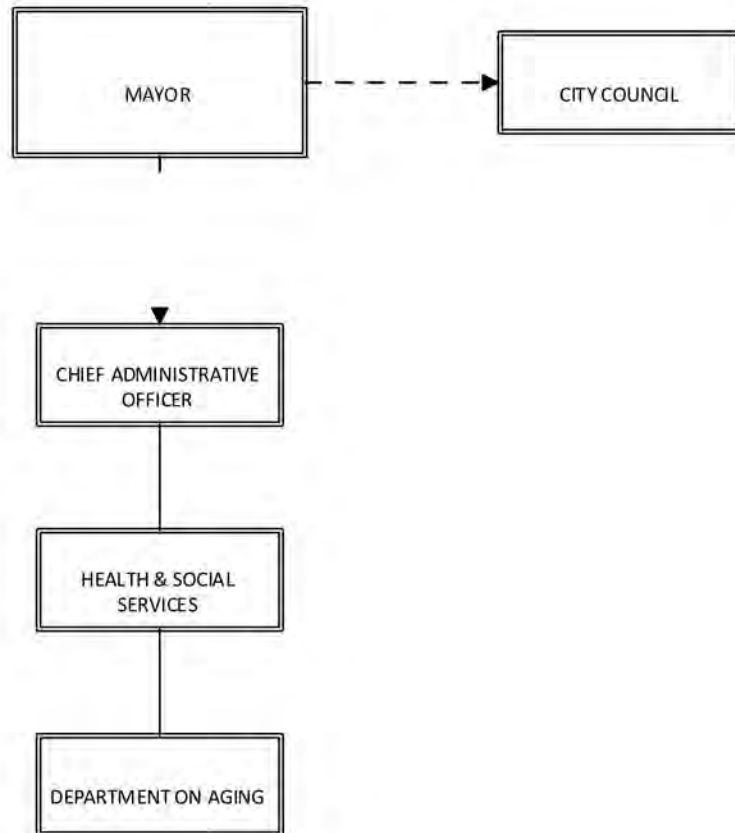 MAYOR
CITY COUNCIL
CHIEF ADMINISTRATIVE
OFFICER
HEALTH & SOCIAL
SERVICES
DEPARTMENT ON AGING